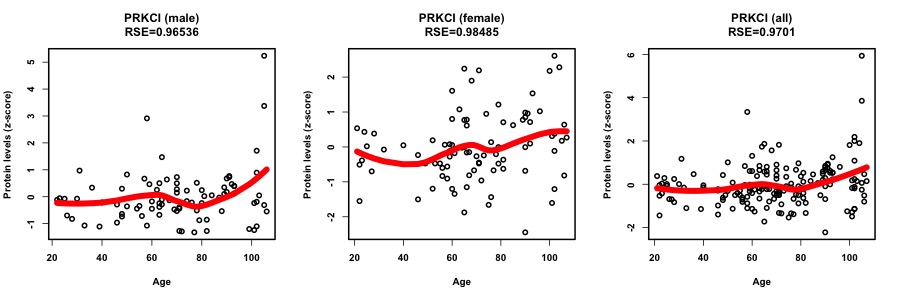 PRKCI (male)
RSE=0.96536
Protein levels (z-score)
5
4
3
2
1
0
-1
20 40 60 80 100
Age
PRKCI (female)
RSE=0.98485
Protein levels (z-score)
2
1
0
-1
-2
20 40 60 80 100
Age
PRKCI (all)
RSE=0.9701
Protein levels (z-score)
6
4
2
0
-2
20 40 60 80 100
Age